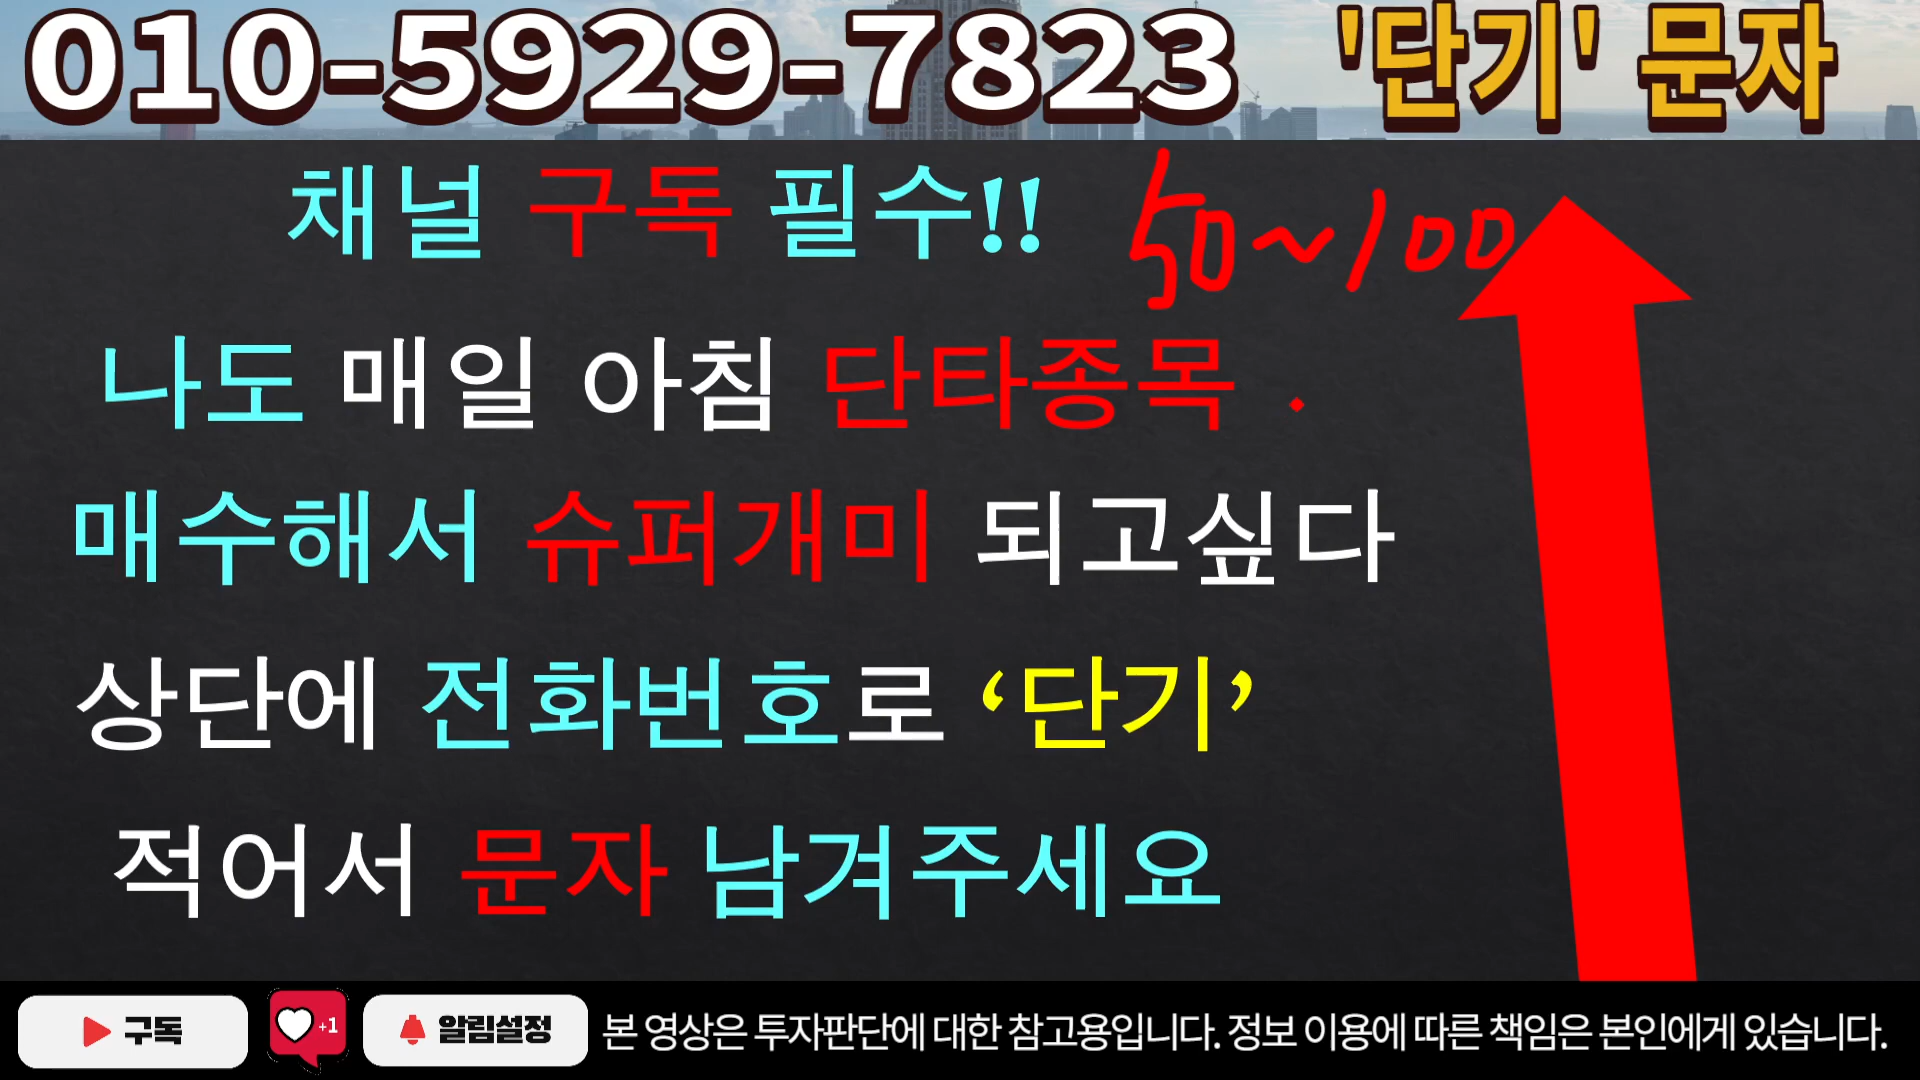 010-5929-7823 '단기' 문자
채널 구독 필수!! 50~100
나도 매일 아침 단타종목 .
매수해서 슈퍼개미 되고싶다
상단에 전화번호로 ‘단기’
적어서 문자 남겨주세요
구독 +1 알림설정 본 영상은 투자판단에 대한 참고용입니다. 정보 이용에 따른 책임은 본인에게 있습니다.